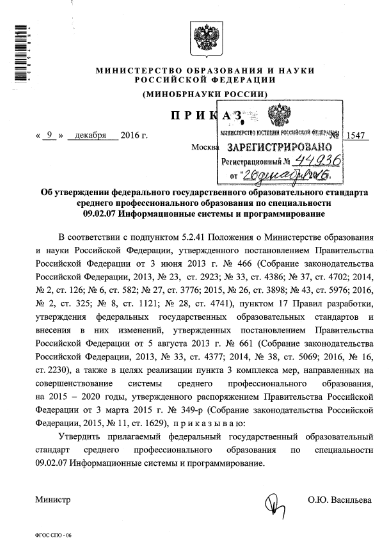 МИНИСТЕРСТВО ОБРАЗОВАНИЯ И НАУКИ
РОССИЙСКОЙ ФЕДЕРАЦИИ
(МИНОБРНАУКИ РОССИИ)
ПРИКАЗ
« 9 » декабря 2016 г.
№ 1547
Москва
МИНИСТЕРСТВО ЮСТИЦИИ РОССИЙСКОЙ ФЕДЕРАЦИИ
ЗАРЕГИСТРИРОВАНО
Регистрационный № 44936
от "26 декабря 2016.
Об утверждении федерального государственного образовательного стандарта
среднего профессионального образования по специальности
09.02.07 Информационные системы и программирование
В соответствии с подпунктом 5.2.41 Положения о Министерстве образования
и науки Российской Федерации, утвержденного постановлением Правительства
Российской Федерации от 3 июня 2013 г. № 466 (Собрание законодательства
Российской Федерации, 2013, № 23, ст. 2923; № 33, ст. 4386; № 37, ст. 4702; 2014,
№ 2, ст. 126; № 6, ст. 582; № 27, ст. 3776; 2015, № 26, ст. 3898; № 43, ст. 5976; 2016,
№ 2, ст. 325; № 8, ст. 1121; № 28, ст. 4741), пунктом 17 Правил разработки,
утверждения федеральных государственных образовательных стандартов и
внесения в них изменений, утвержденных постановлением Правительства
Российской Федерации от 5 августа 2013 г. № 661 (Собрание законодательства
Российской Федерации, 2013, № 33, ст. 4377; 2014, № 38, ст. 5069; 2016, № 16,
ст. 2230), а также в целях реализации пункта 3 комплекса мер, направленных на
совершенствование системы среднего профессионального образования,
на 2015 – 2020 годы, утвержденного распоряжением Правительства Российской
Федерации от 3 марта 2015 г. № 349-р (Собрание законодательства Российской
Федерации, 2015, № 11, ст. 1629), приказываю:
Утвердить прилагаемый федеральный государственный образовательный
стандарт среднего профессионального образования по специальности
09.02.07 Информационные системы и программирование.
Министр
О.Ю. Васильева
ФГОС СПО - 06